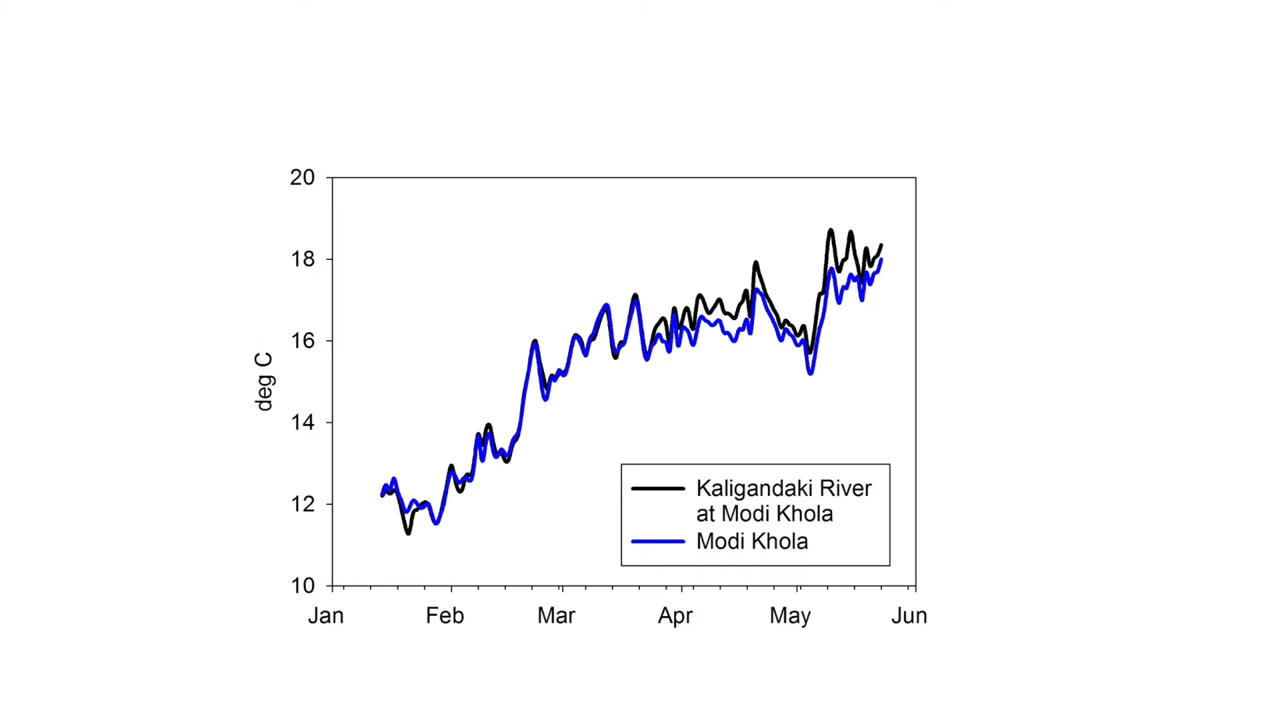 20
18
16
14
12
10
deg C
Jan Feb Mar Apr May Jun
Kaligandaki River
at Modi Khola
Modi Khola